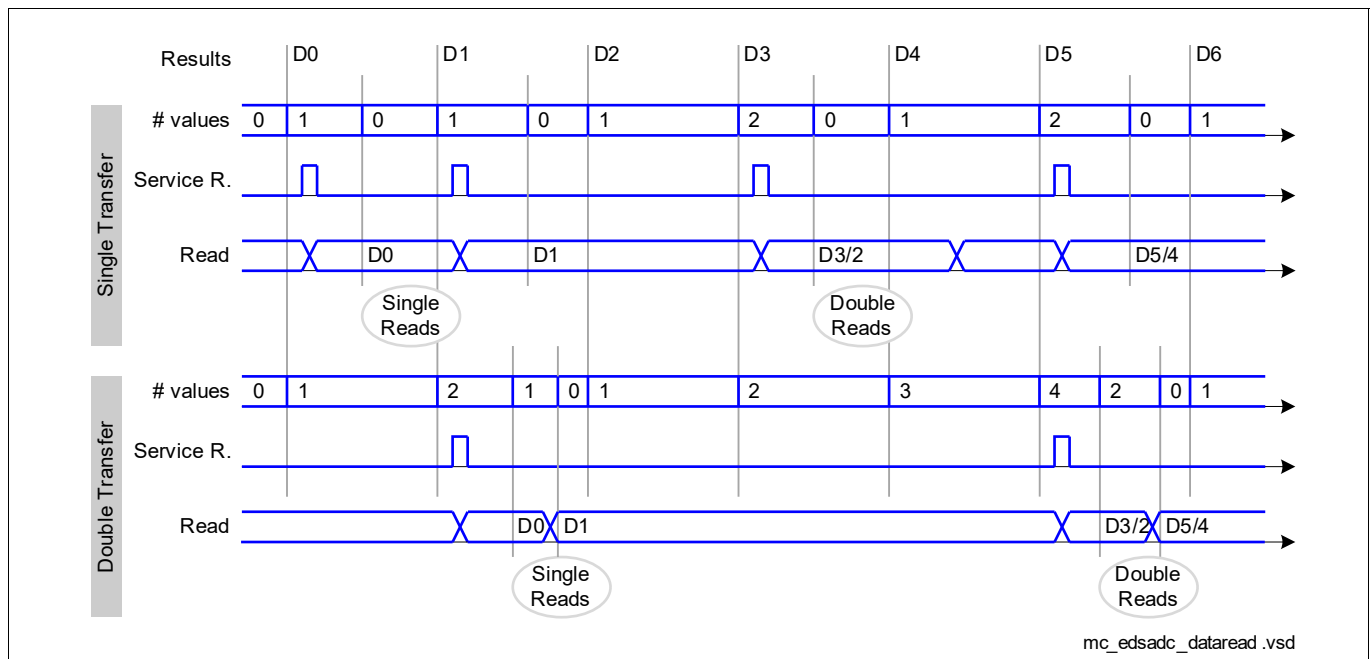 Results D0 D1 D2 D3 D4 D5 D6
Single Transfer
# values 0 1 0 1 0 1 2 0 1 2 0 1
Service R.
Read D0 D1 D3/2 D5/4
Single
Reads
Double
Reads
Double Transfer
# values 0 1 2 1 0 1 2 3 4 2 0 1
Service R.
Read D0 D1 D3/2 D5/4
Single
Reads
Double
Reads
mc_edsadc_dataread .vsd